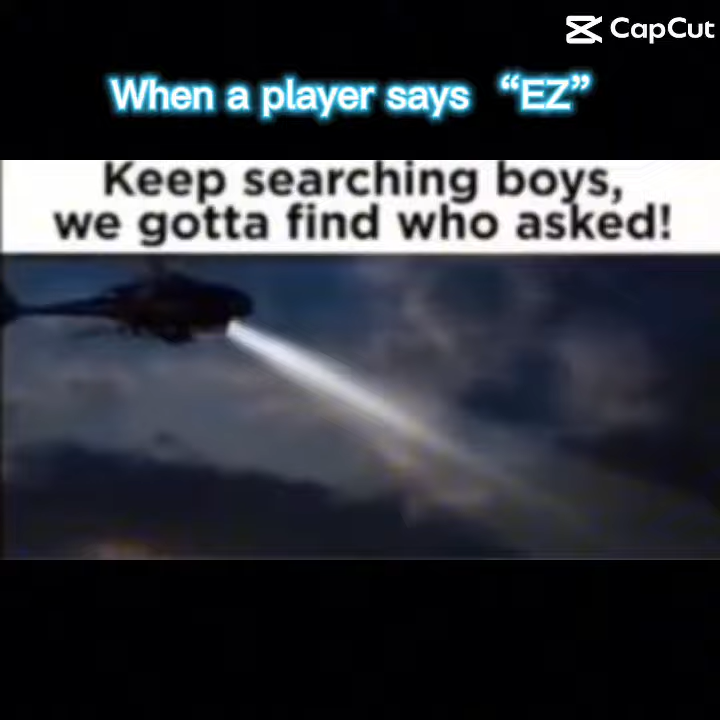 CapCut
When a player says “EZ”
Keep searching boys,
we gotta find who asked!